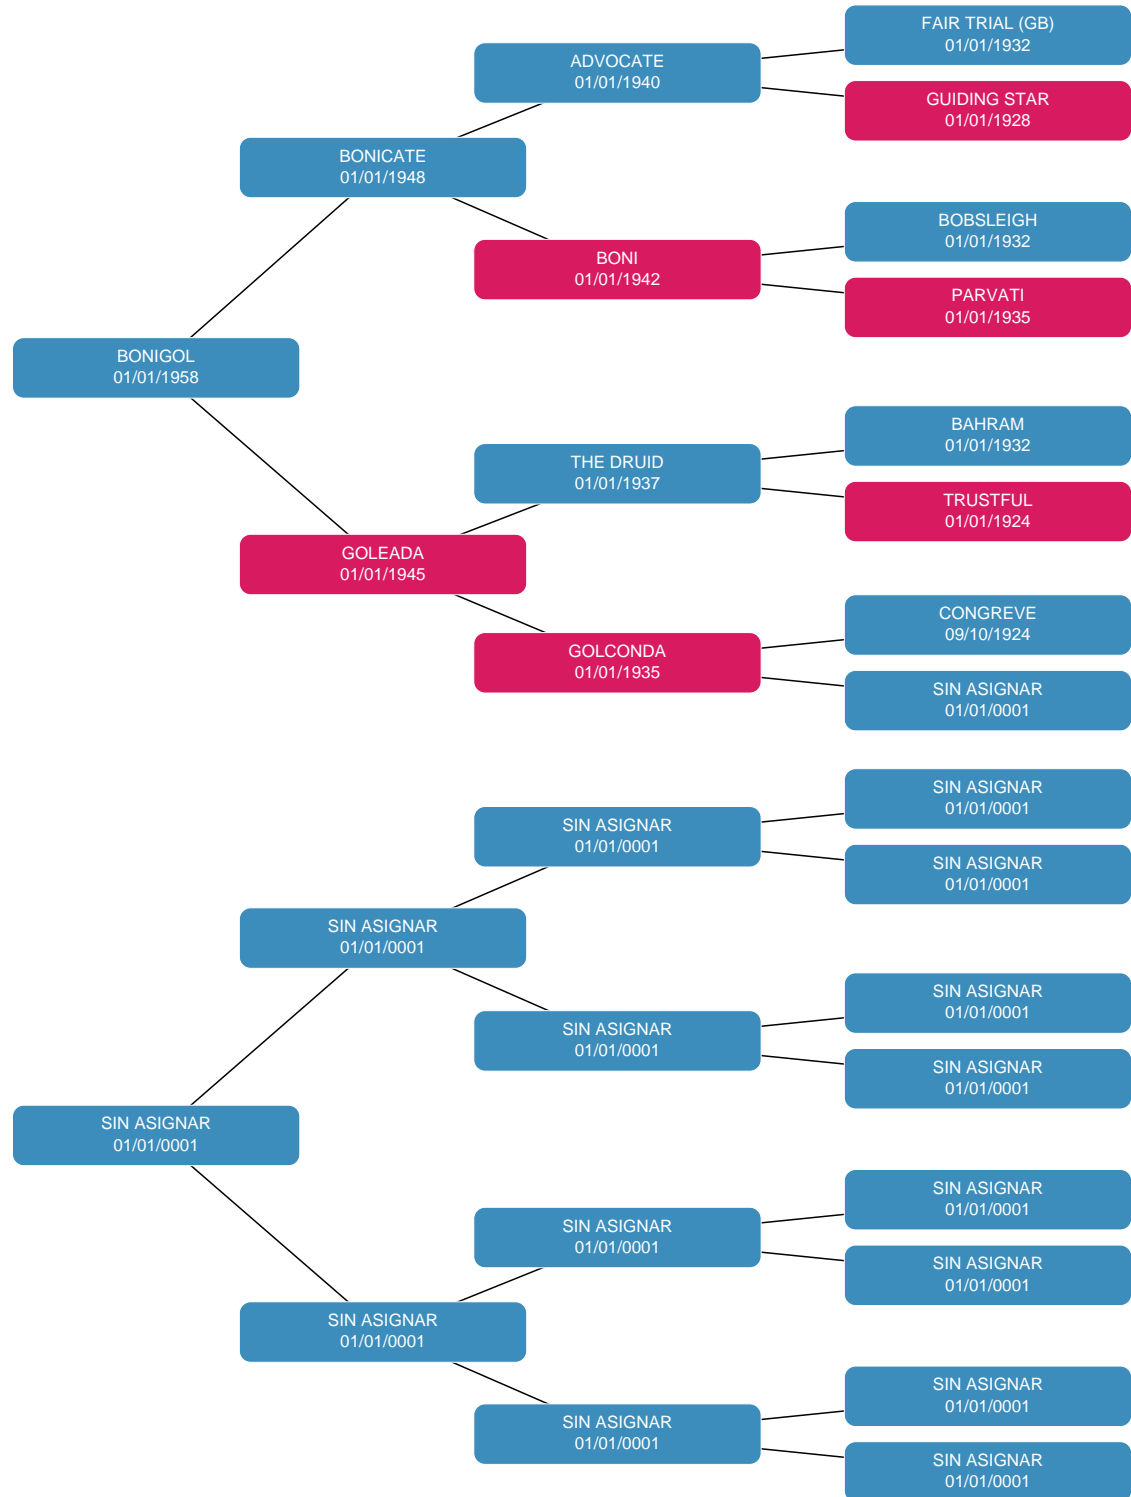 FAIR TRIAL (GB)
01/01/1932
ADVOCATE
01/01/1940
GUIDING STAR
01/01/1928
BONICATE
01/01/1948
BOBSLEIGH
01/01/1932
BONI
01/01/1942
PARVATI
01/01/1935
BONIGOL
01/01/1958
BAHRAM
01/01/1932
THE DRUID
01/01/1937
TRUSTFUL
01/01/1924
GOLEADA
01/01/1945
CONGREVE
09/10/1924
GOLCONDA
01/01/1935
SIN ASIGNAR
01/01/0001
SIN ASIGNAR
01/01/0001
SIN ASIGNAR
01/01/0001
SIN ASIGNAR
01/01/0001
SIN ASIGNAR
01/01/0001
SIN ASIGNAR
01/01/0001
SIN ASIGNAR
01/01/0001
SIN ASIGNAR
01/01/0001
SIN ASIGNAR
01/01/0001
SIN ASIGNAR
01/01/0001
SIN ASIGNAR
01/01/0001
SIN ASIGNAR
01/01/0001
SIN ASIGNAR
01/01/0001
SIN ASIGNAR
01/01/0001
SIN ASIGNAR
01/01/0001
SIN ASIGNAR
01/01/0001